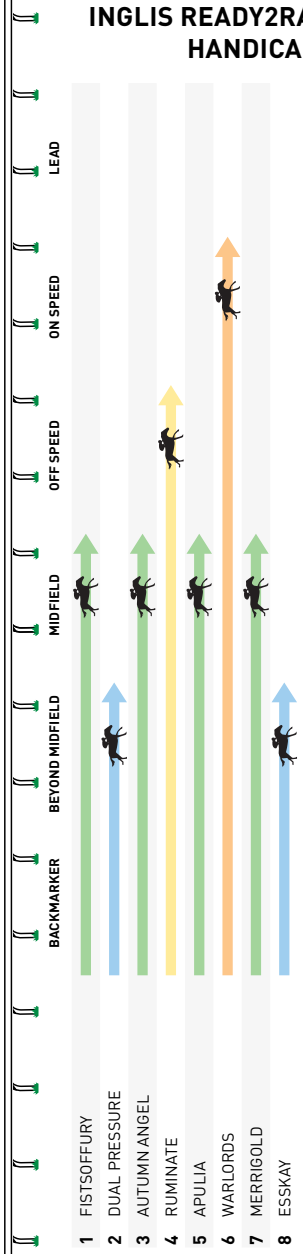 INGLIS READY2RA
HANDICA
LEAD
ON SPEED
OFF SPEED
MIDFIELD
BEYOND MIDFIELD
BACKMARKER
1 FISTSOFFURY
2 DUAL PRESSURE
3 AUTUMN ANGEL
4 RUMINATE
5 APULIA
6 WARLORDS
7 MERRIGOLD
8 ESSKAY